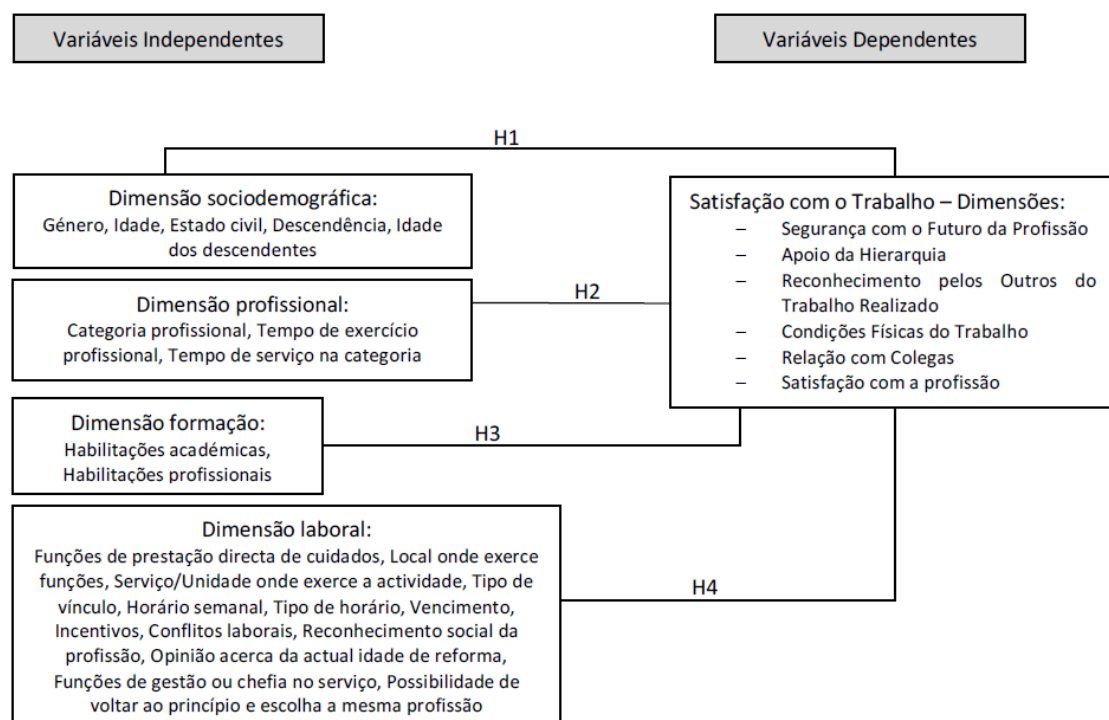 Variáveis Independentes
Variáveis Dependentes
H1
Dimensão sociodemográfica:
Género, Idade, Estado civil, Descendência, Idade
dos descendentes
Satisfação com o Trabalho – Dimensões:
– Segurança com o Futuro da Profissão
– Apoio da Hierarquia
– Reconhecimento pelos Outros do
Trabalho Realizado
– Condições Físicas do Trabalho
– Relação com Colegas
– Satisfação com a profissão
H2
Dimensão profissional:
Categoria profissional, Tempo de exercício
profissional, Tempo de serviço na categoria
Dimensão formação:
Habilitações académicas,
Habilitações profissionais
H3
Dimensão laboral:
Funções de prestação directa de cuidados, Local onde exerce
funções, Serviço/Unidade onde exerce a actividade, Tipo de
vínculo, Horário semanal, Tipo de horário, Vencimento,
Incentivos, Conflitos laborais, Reconhecimento social da
profissão, Opinião acerca da actual idade de reforma,
Funções de gestão ou chefia no serviço, Possibilidade de
voltar ao princípio e escolha a mesma profissão
H4